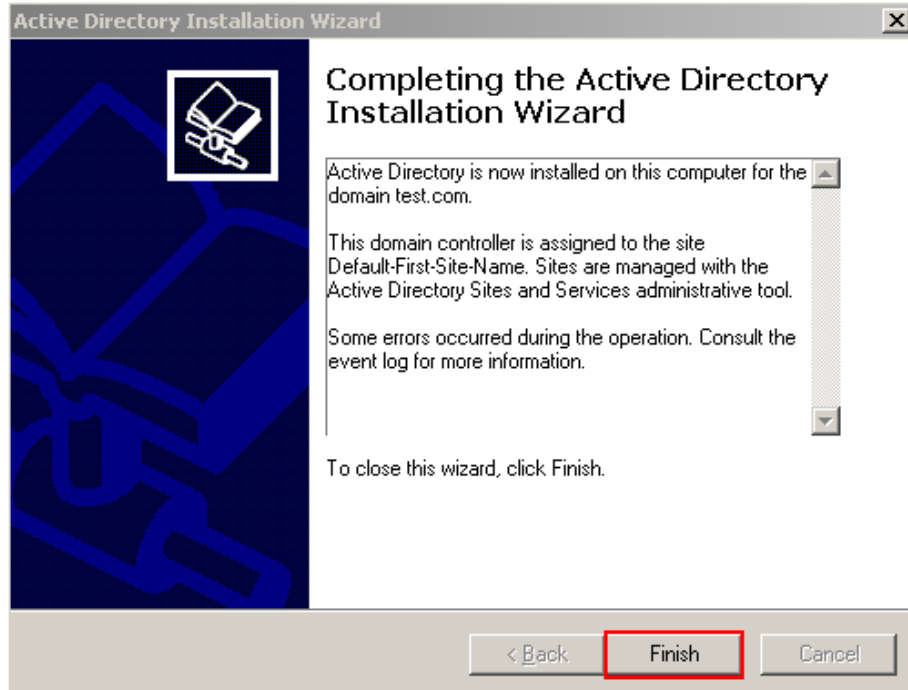 Active Directory Installation Wizard
Completing the Active Directory
Installation Wizard
Active Directory is now installed on this computer for the
domain test.com.
This domain controller is assigned to the site
Default-First-Site-Name. Sites are managed with the
Active Directory Sites and Services administrative tool.
Some errors occurred during the operation. Consult the
event log for more information.
To close this wizard, click Finish.
< Back
Finish
Cancel